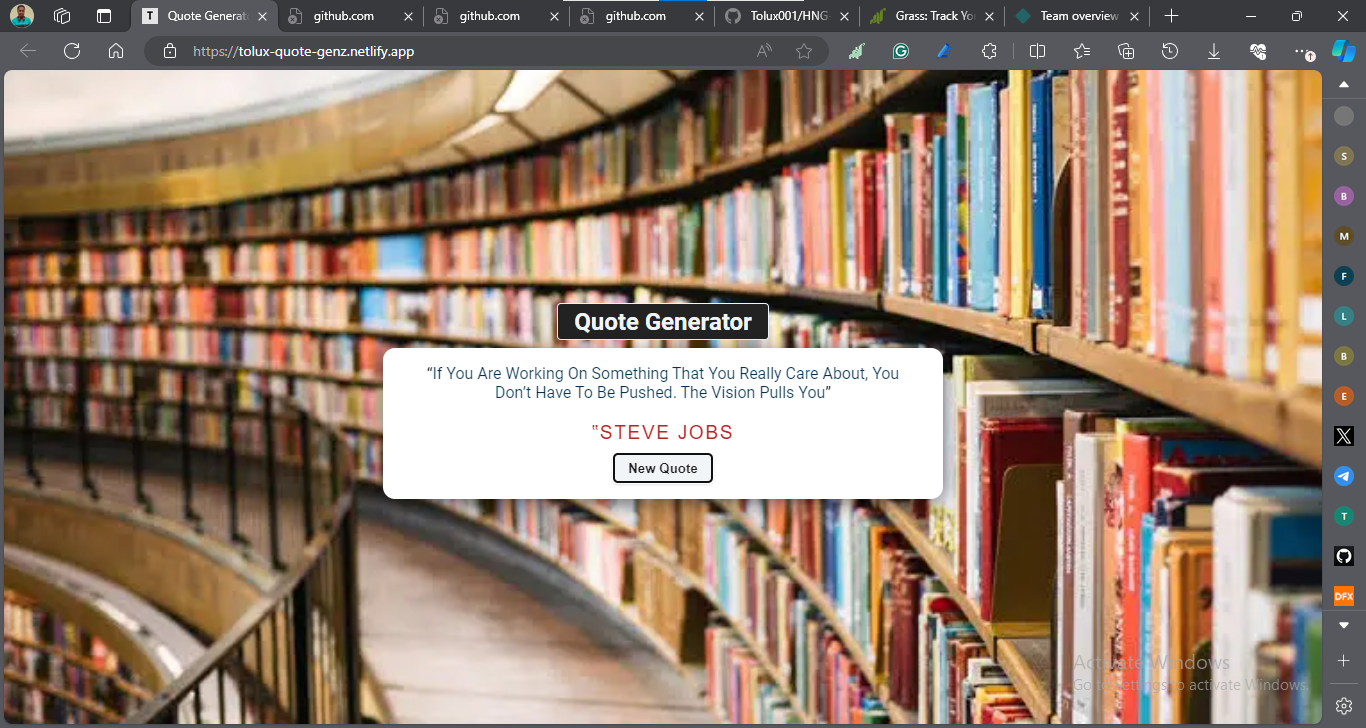 T Quote Generat
github.com
github.com
github.com
Tolux001/HNG-
Grass: Track Yo
Team overview
https://tolux-quote-genz.netlify.app
S
B
M
F
L
B
E
X
T
DFX
Quote Generator
“If You Are Working On Something That You Really Care About, You
Don’t Have To Be Pushed. The Vision Pulls You”
"STEVE JOBS
New Quote
Activate Windows
Go to Settings to activate Windows.